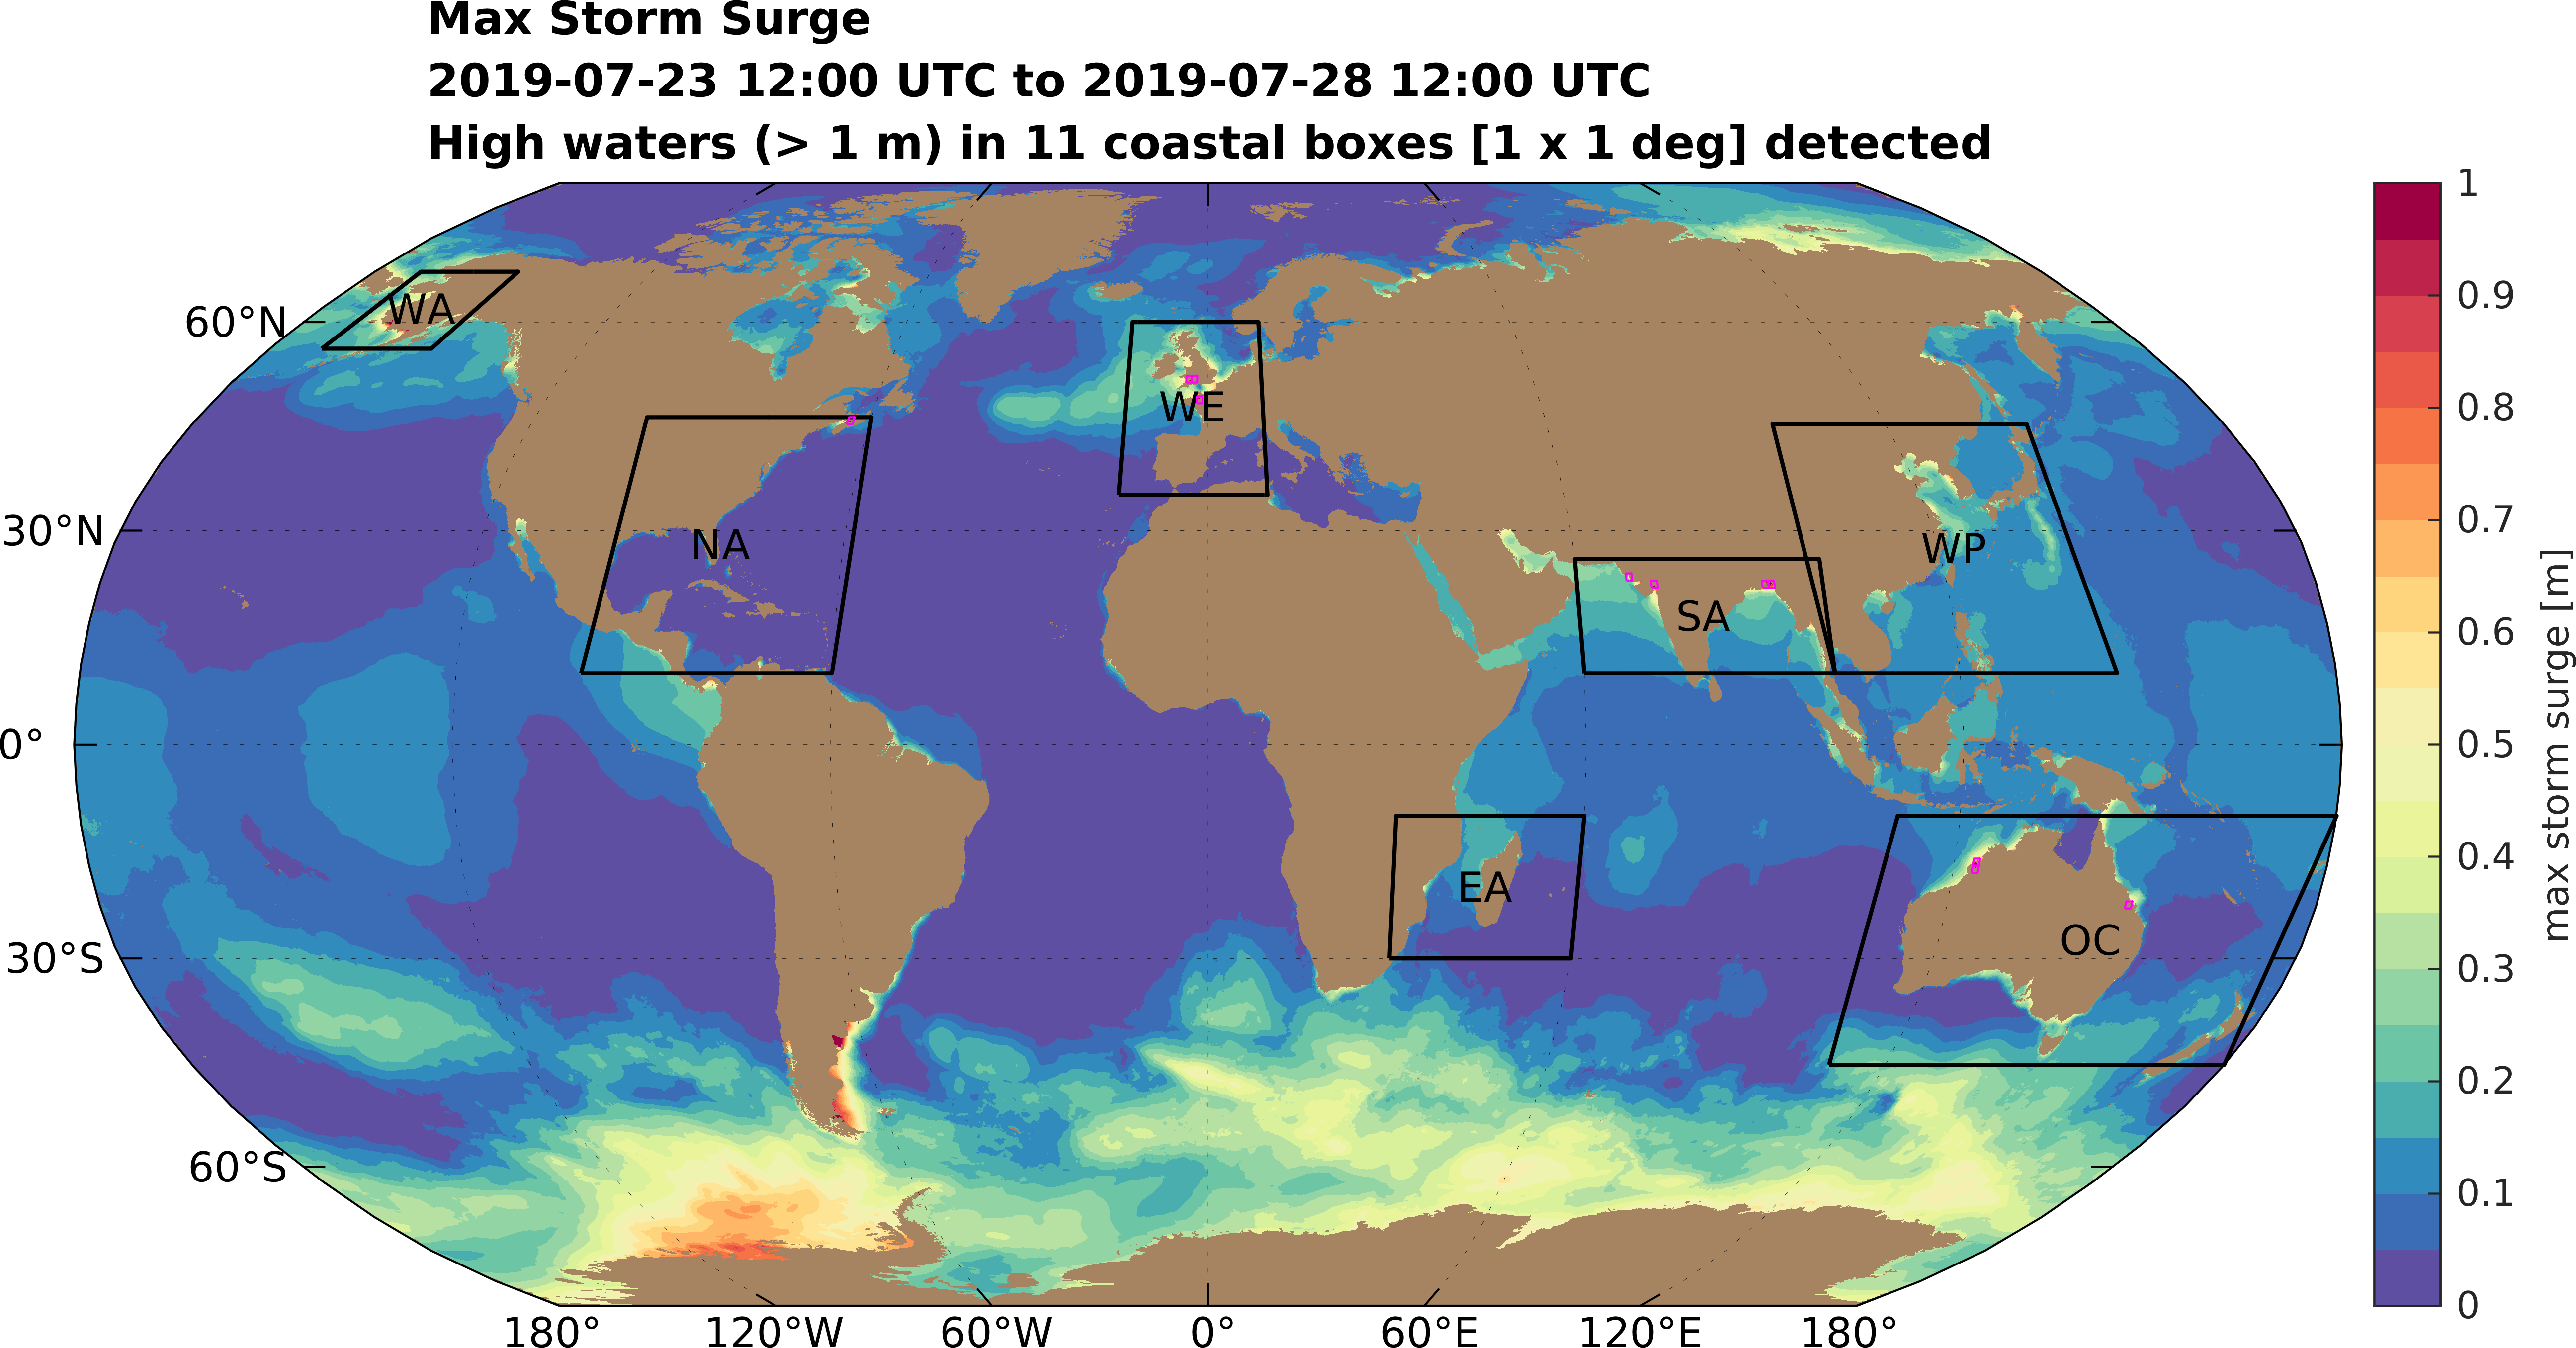 Max Storm Surge
2019-07-23 12:00 UTC to 2019-07-28 12:00 UTC
High waters (> 1 m) in 11 coastal boxes [1 x 1 deg] detected
60°N
30°N
0°
30°S
60°S
180°
120°W
60°W
0°
60°E
120°E
180°
WA
NA
WE
SA
WP
EA
OC
1
0.9
0.8
0.7
0.6
0.5
0.4
0.3
0.2
0.1
0
max storm surge [m]